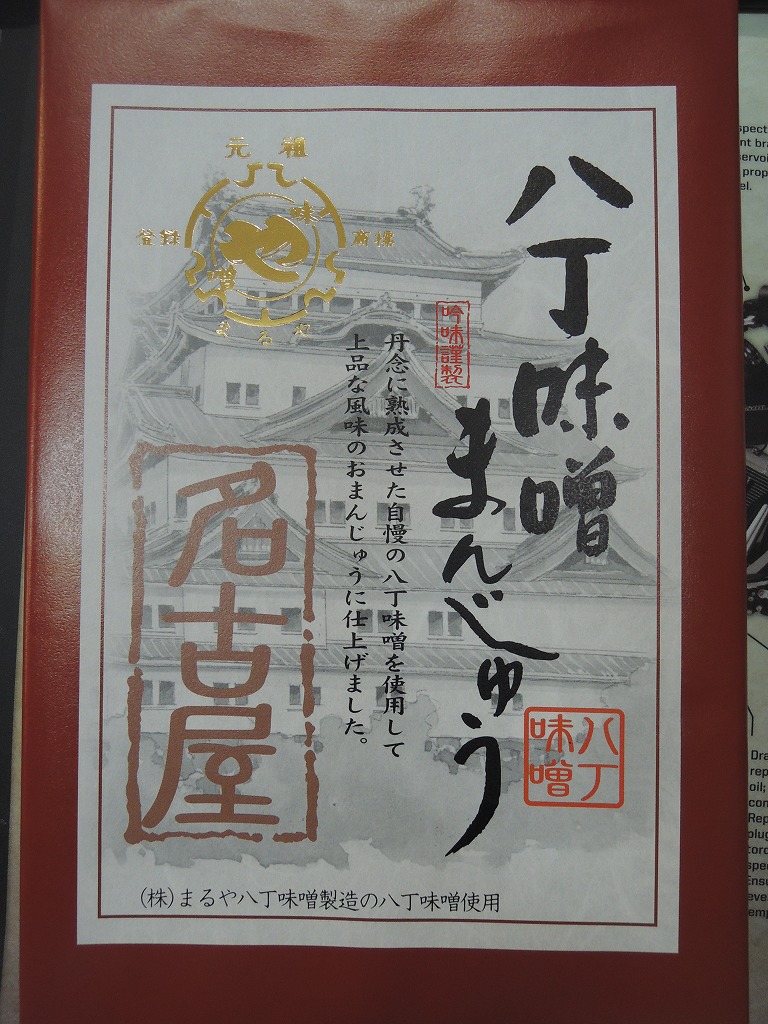 八丁味噌
まんじゅう
吟味謹製
丹念に熟成させた自慢の八丁味噌を使用して
上品な風味のおまんじゅうに仕上げました。
元祖
登録
商標
味噌
や
まるや
名古屋
八丁
味噌
(株)まるや八丁味噌製造の八丁味噌使用